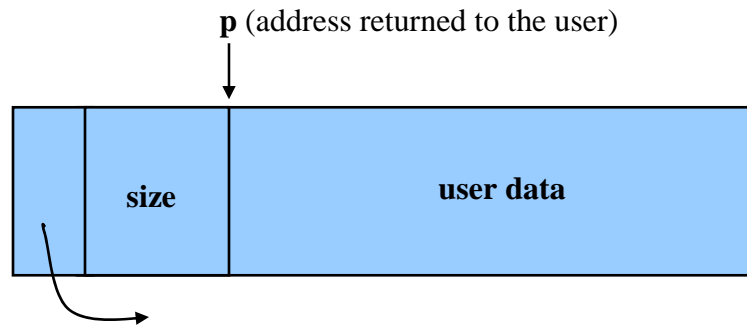 p (address returned to the user)
size
user data